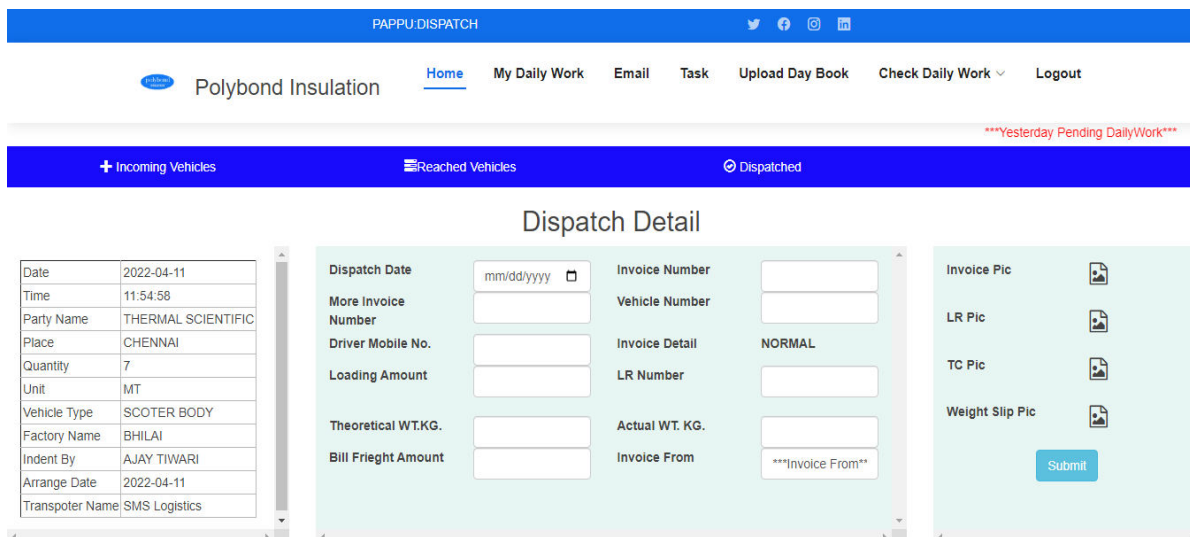 PAPPU:DISPATCH
Polybond Insulation
Home My Daily Work Email Task Upload Day Book Check Daily Work Logout
***Yesterday Pending DailyWork***
Incoming Vehicles Reached Vehicles Dispatched
Dispatch Detail
Date 2022-04-11
Time 11:54:58
Party Name THERMAL SCIENTIFIC
Place CHENNAI
Quantity 7
Unit MT
Vehicle Type SCOTER BODY
Factory Name BHILAI
Indent By AJAY TIWARI
Arrange Date 2022-04-11
Transpoter Name SMS Logistics
Dispatch Date mm/dd/yyyy Invoice Number
More Invoice Number Vehicle Number
Driver Mobile No. Invoice Detail NORMAL
Loading Amount LR Number
Theoretical WT.KG. Actual WT. KG.
Bill Frieght Amount Invoice From ***Invoice From**
Invoice Pic
LR Pic
TC Pic
Weight Slip Pic
Submit